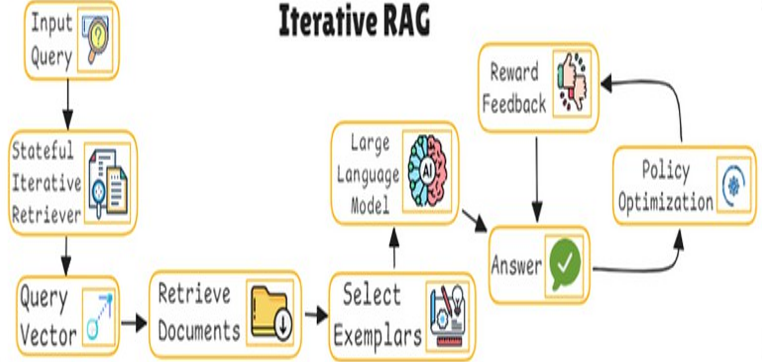 Iterative RAG
Input
Query
Stateful
Iterative
Retriever
Query
Vector
Retrieve
Documents
Select
Exemplars
Large
Language
Model
AI
Answer
Policy
Optimization
Reward
Feedback